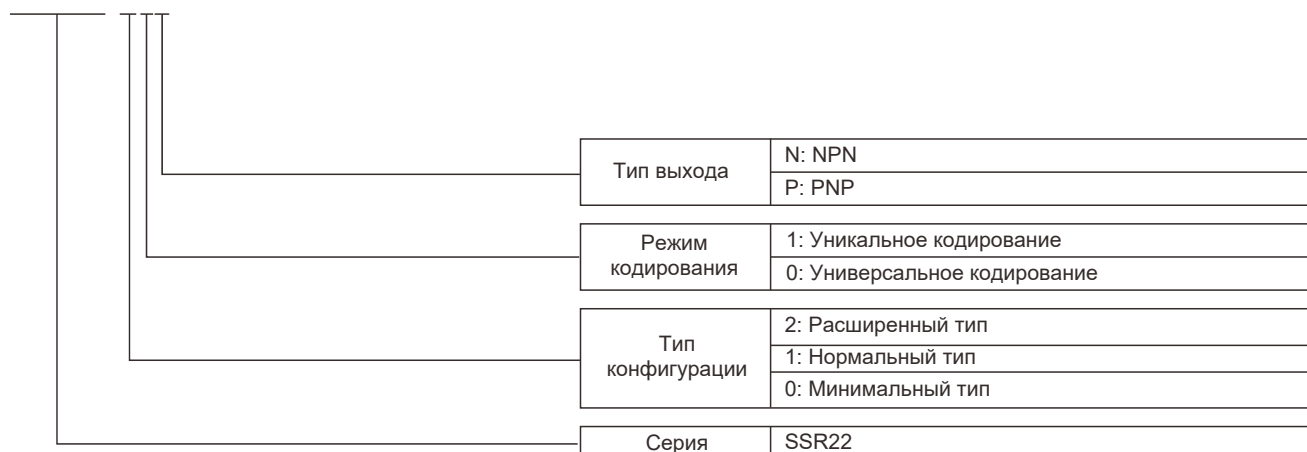 Тип выхода
N: NPN
P: PNP
Режим
кодирования
1: Уникальное кодирование
0: Универсальное кодирование
Тип
конфигурации
2: Расширенный тип
1: Нормальный тип
0: Минимальный тип
Серия
SSR22